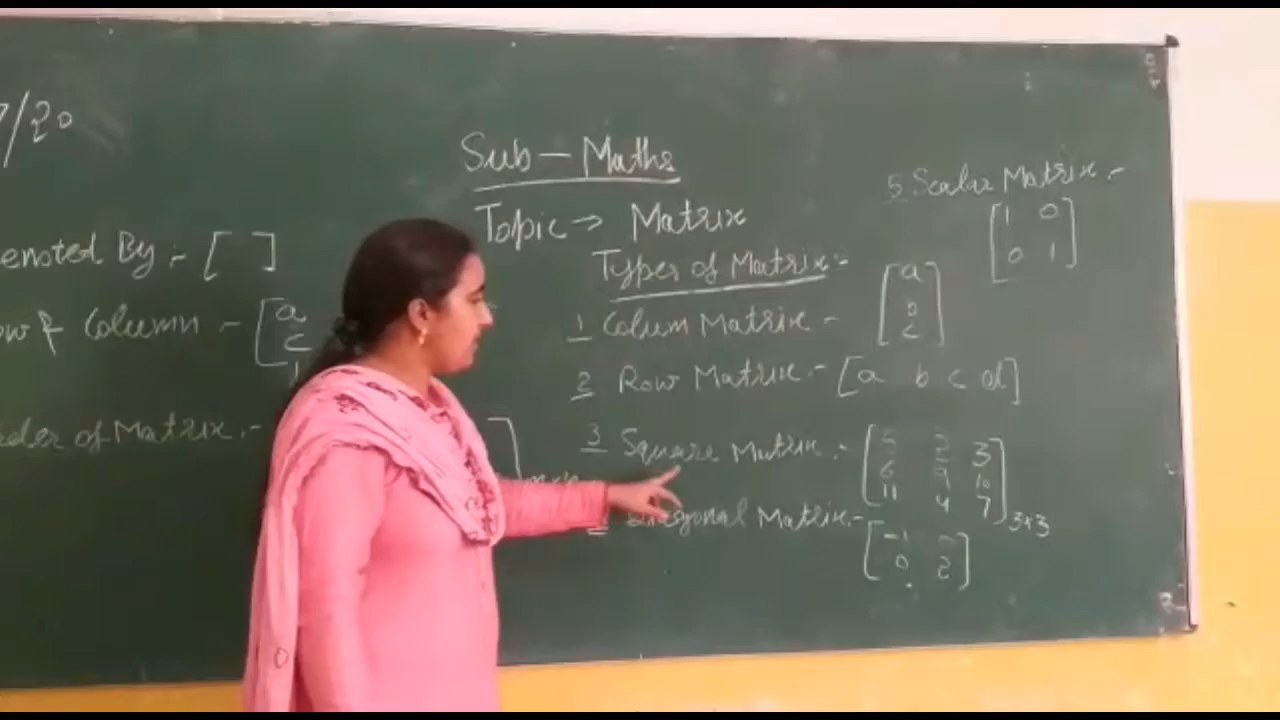 /20
Sub - Maths
Topic → Matrix
enoted By :- [ ]
ow & Column - [a
c
rder of Matrix :-
Types of Matrix :-
1 Colum Matrix - [a
b
c]
2 Row Matrix :- [a b c d]
3 Square Matrix :- [5 2 3
6 9 10
11 4 7] 3×3
Diagonal Matrix :-
[-1
0 2]
5 Scalar Matrix :-
[1 0
0 1]